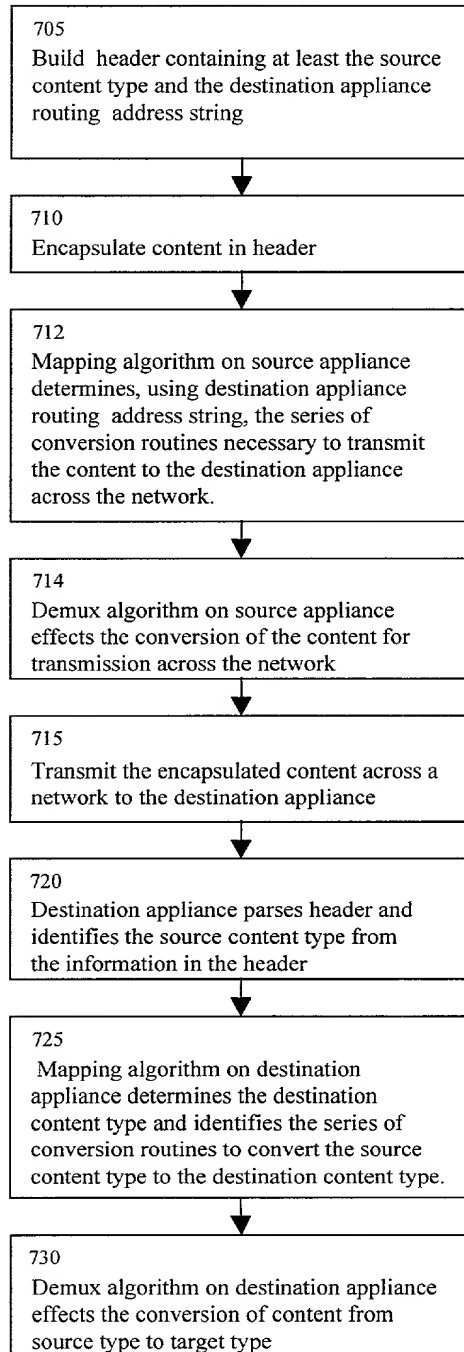 705
Build header containing at least the source
content type and the destination appliance
routing address string
710
Encapsulate content in header
712
Mapping algorithm on source appliance
determines, using destination appliance
routing address string, the series of
conversion routines necessary to transmit
the content to the destination appliance
across the network.
714
Demux algorithm on source appliance
effects the conversion of the content for
transmission across the network
715
Transmit the encapsulated content across a
network to the destination appliance
720
Destination appliance parses header and
identifies the source content type from
the information in the header
725
Mapping algorithm on destination
appliance determines the destination
content type and identifies the series of
conversion routines to convert the source
content type to the destination content type.
730
Demux algorithm on destination appliance
effects the conversion of content from
source type to target type